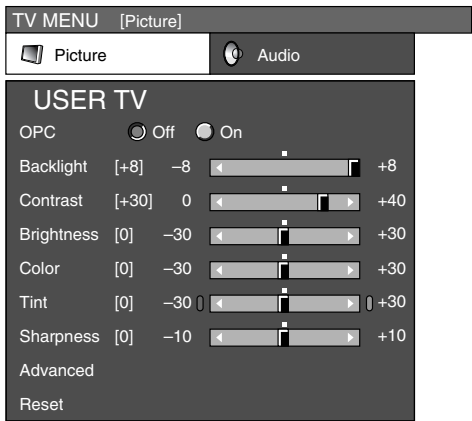 TV MENU [Picture]
Picture Audio
USER TV
OPC Off On
Backlight [+8] –8 +8
Contrast [+30] 0 +40
Brightness [0] –30 +30
Color [0] –30 +30
Tint [0] –30 +30
Sharpness [0] –10 +10
Advanced
Reset